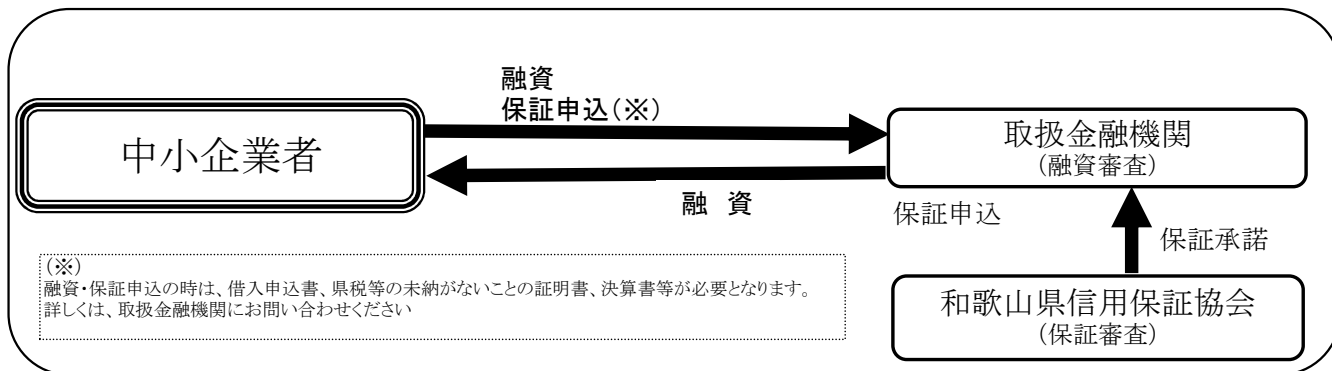 融資
保証申込(※)
中小企業者
取扱金融機関
(融資審査)
融 資
保証申込
保証承諾
(※)
融資・保証申込の時は、借入申込書、県税等の未納がないことの証明書、決算書等が必要となります。
詳しくは、取扱金融機関にお問い合わせください
和歌山県信用保証協会
(保証審査)